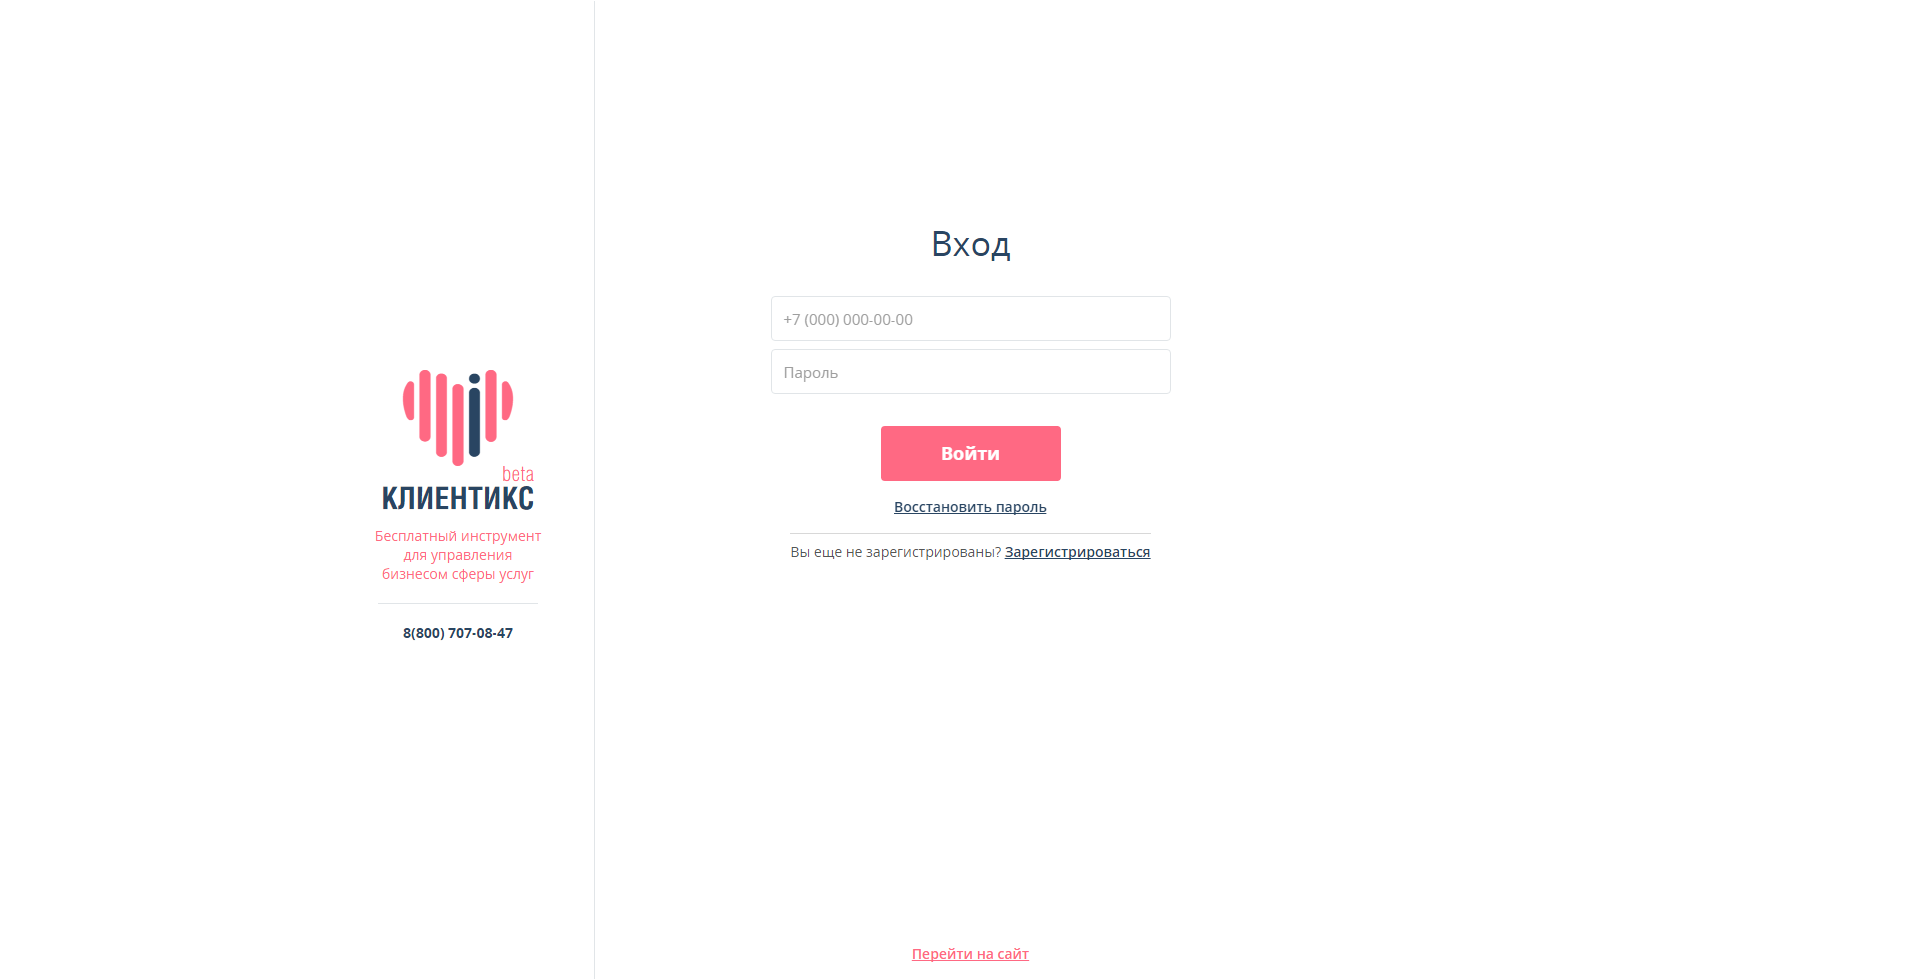 beta
КЛИЕНТИКС
Бесплатный инструмент
для управления
бизнесом сферы услуг
8(800) 707-08-47
Вход
+7 (000) 000-00-00
Пароль
Войти
Восстановить пароль
Вы еще не зарегистрированы? Зарегистрироваться
Перейти на сайт